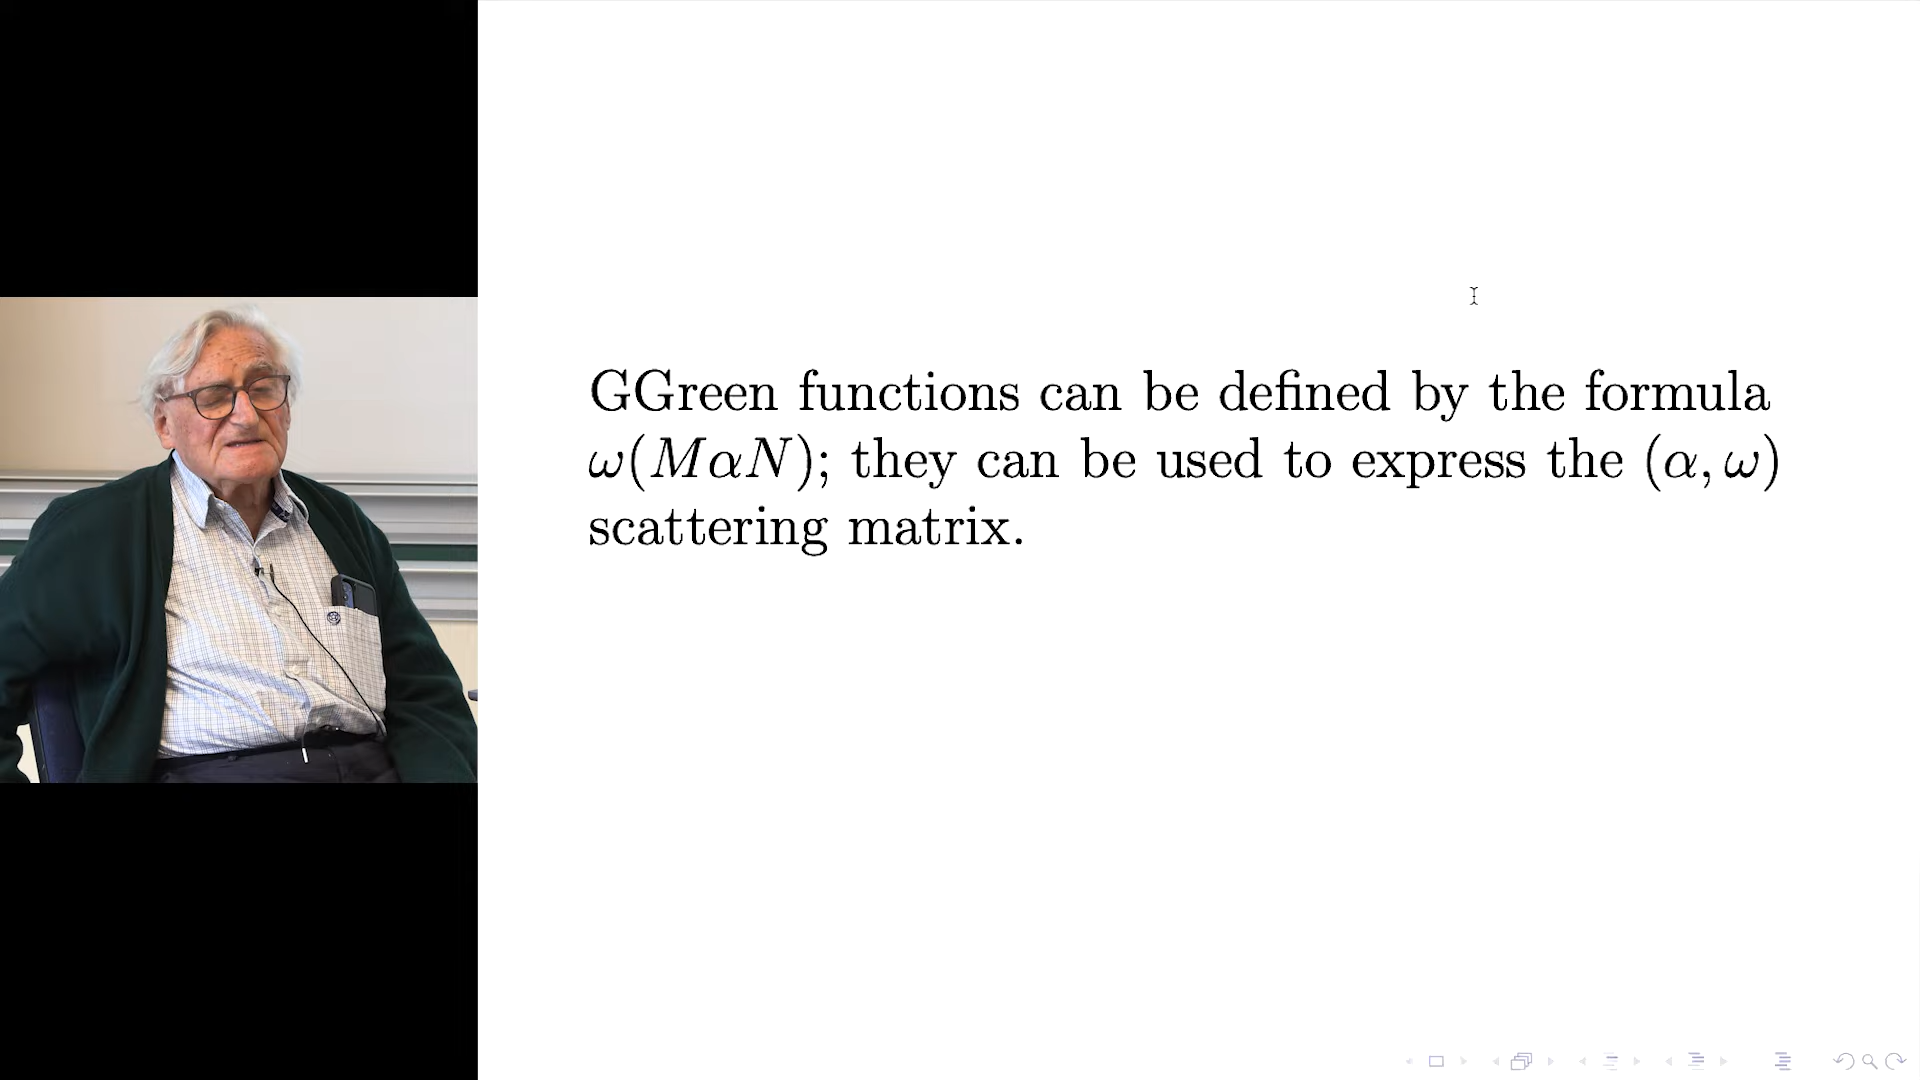 GGreen functions can be defined by the formula
ω(MαN); they can be used to express the (α, ω)
scattering matrix.